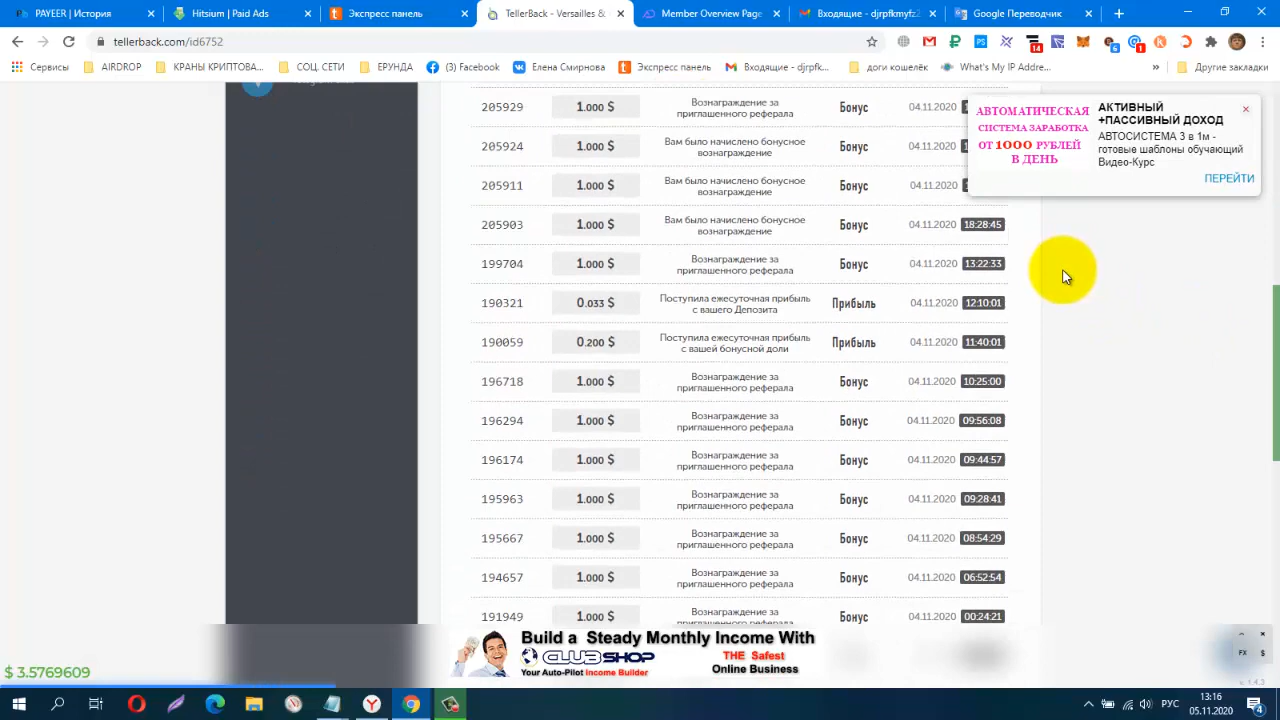 PAYEER | История
Hitsium | Paid Ads
Экспресс панель
TellerBack - Versailles &
Member Overview Page
Входящие - djrpfkmyfz2
Google Переводчик
tellerback.com/id6752
Сервисы
AIRDROP
КРАНЫ КРИПТОВА...
СОЦ. СЕТИ
ЕРУНДА
(3) Facebook
Елена Смирнова
Экспресс панель
Входящие - djrpfk...
доги кошелёк
What's My IP Addre...
»
Другие закладки
205929 1.000 $ Вознаграждение за
приглашенного реферала
Бонус 04.11.2020
205924 1.000 $ Вам было начислено бонусное
вознаграждение
Бонус 04.11.2020
205911 1.000 $ Вам было начислено бонусное
вознаграждение
Бонус 04.11.2020
205903 1.000 $ Вам было начислено бонусное
вознаграждение
Бонус 04.11.2020 18:28:45
199704 1.000 $ Вознаграждение за
приглашенного реферала
Бонус 04.11.2020 13:22:33
190321 0.033 $ Поступила ежесуточная прибыль
с вашего Депозита
Прибыль 04.11.2020 12:10:01
190059 0.200 $ Поступила ежесуточная прибыль
с вашей бонусной доли
Прибыль 04.11.2020 11:40:01
196718 1.000 $ Вознаграждение за
приглашенного реферала
Бонус 04.11.2020 10:25:00
196294 1.000 $ Вознаграждение за
приглашенного реферала
Бонус 04.11.2020 09:56:08
196174 1.000 $ Вознаграждение за
приглашенного реферала
Бонус 04.11.2020 09:44:57
195963 1.000 $ Вознаграждение за
приглашенного реферала
Бонус 04.11.2020 09:28:41
195667 1.000 $ Вознаграждение за
приглашенного реферала
Бонус 04.11.2020 08:54:29
194657 1.000 $ Вознаграждение за
приглашенного реферала
Бонус 04.11.2020 06:52:54
191949 1.000 $ Вознаграждение за
Бонус 04.11.2020 00:24:21
АВТОМАТИЧЕСКАЯ
СИСТЕМА ЗАРАБОТКА
ОТ 1000 РУБЛЕЙ
В ДЕНЬ
АКТИВНЫЙ
+ПАССИВНЫЙ ДОХОД
АВТОСИСТЕМА 3 в 1м -
готовые шаблоны обучающий
Видео-Курс
ПЕРЕЙТИ
Build a Steady Monthly Income With
CLUBSHOP
Your Auto-Pilot Income Builder
THE Safest
Online Business
FX $
v. 1.4.3
$ 3.5769609
РУС
13:16
05.11.2020